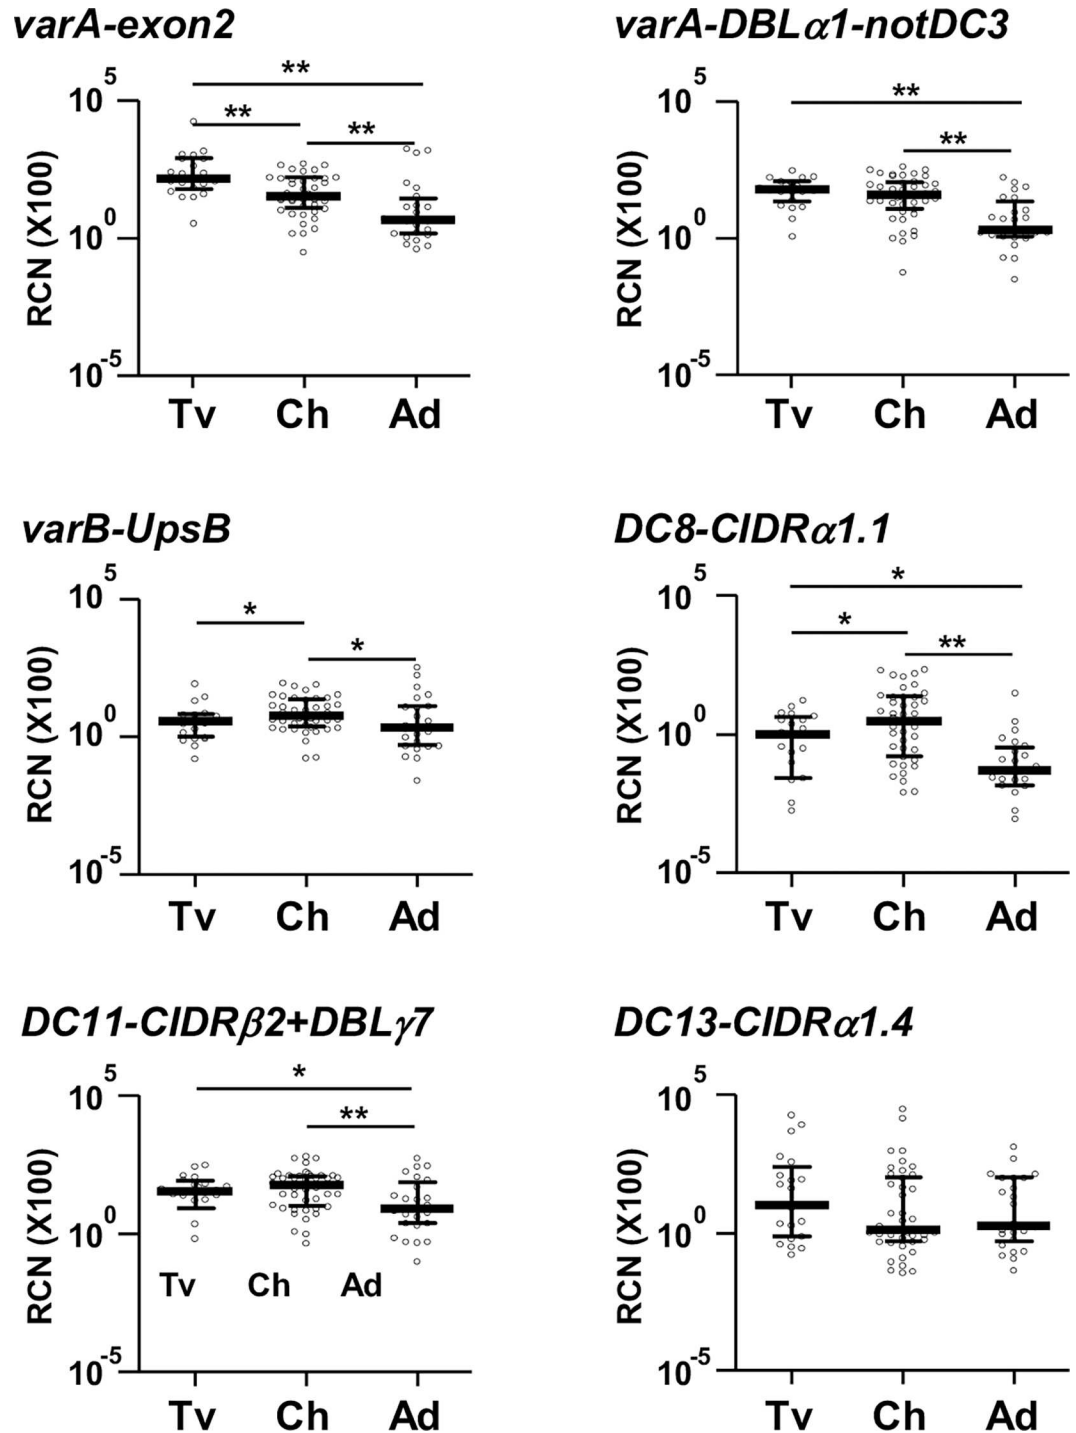 varA-exon2
**
**
**
10^5
10^0
10^-5
RCN (X100)
Tv Ch Ad
varA-DBLα1-notDC3
**
**
10^5
10^0
10^-5
RCN (X100)
Tv Ch Ad
varB-UpsB
*
*
10^5
10^0
10^-5
RCN (X100)
Tv Ch Ad
DC8-CIDRα1.1
*
*
**
10^5
10^0
10^-5
RCN (X100)
Tv Ch Ad
DC11-CIDRβ2+DBLγ7
*
**
10^5
10^0
10^-5
RCN (X100)
Tv Ch Ad
Tv Ch Ad
DC13-CIDRα1.4
10^5
10^0
10^-5
RCN (X100)
Tv Ch Ad